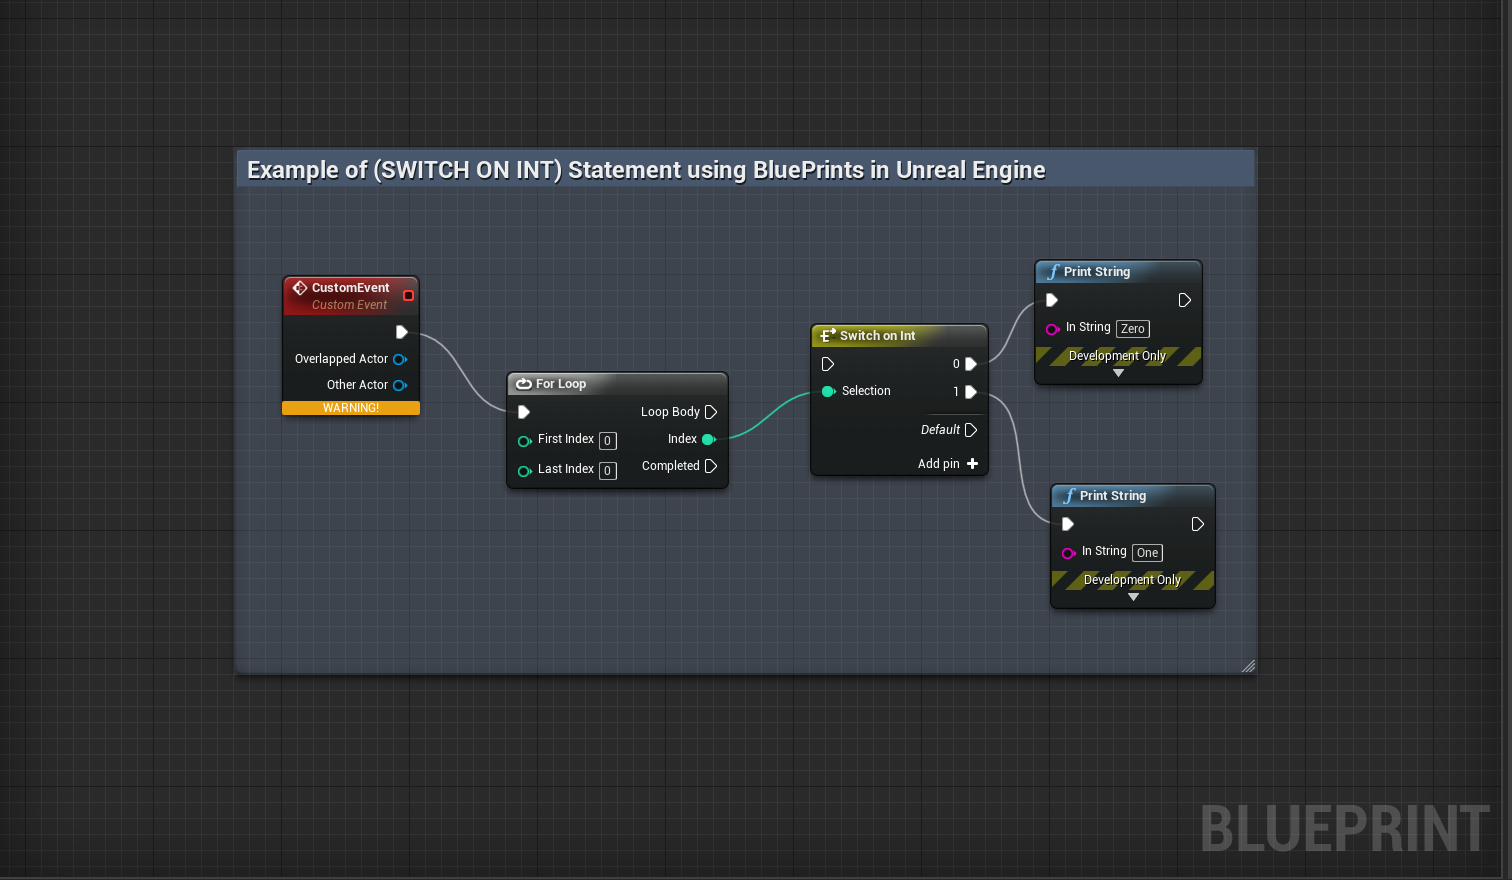 Example of (SWITCH ON INT) Statement using BluePrints in Unreal Engine
CustomEvent
Custom Event
Overlapped Actor
Other Actor
WARNING!
For Loop
Loop Body
First Index 0
Index
Last Index 0
Completed
Switch on Int
0
Selection
1
Default
Add pin
f Print String
In String Zero
Development Only
f Print String
In String One
Development Only
BLUEPRINT